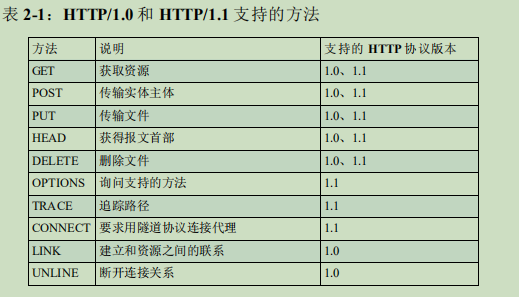 表 2-1：HTTP/1.0 和 HTTP/1.1 支持的方法
方法 说明 支持的 HTTP 协议版本
GET 获取资源 1.0、1.1
POST 传输实体主体 1.0、1.1
PUT 传输文件 1.0、1.1
HEAD 获得报文首部 1.0、1.1
DELETE 删除文件 1.0、1.1
OPTIONS 询问支持的方法 1.1
TRACE 追踪路径 1.1
CONNECT 要求用隧道协议连接代理 1.1
LINK 建立和资源之间的联系 1.0
UNLINE 断开连接关系 1.0